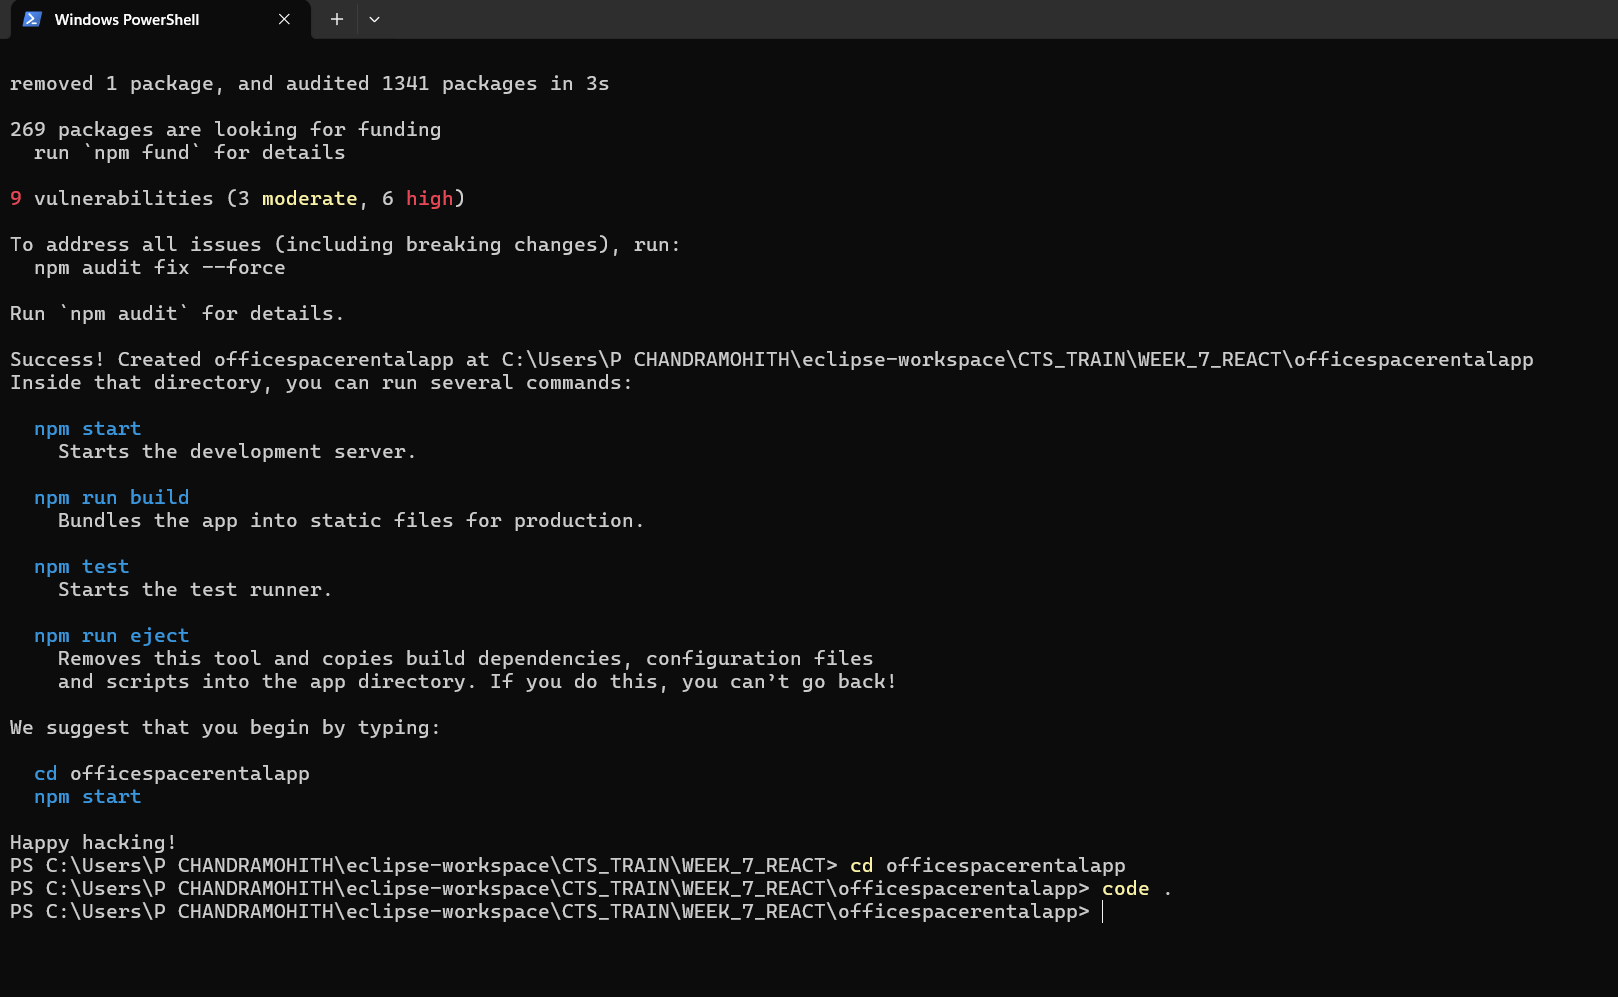 Windows PowerShell
removed 1 package, and audited 1341 packages in 3s
269 packages are looking for funding
  run `npm fund` for details
9 vulnerabilities (3 moderate, 6 high)
To address all issues (including breaking changes), run:
  npm audit fix --force
Run `npm audit` for details.
Success! Created officespacerentalapp at C:\Users\P CHANDRAMOHITH\eclipse-workspace\CTS_TRAIN\WEEK_7_REACT\officespacerentalapp
Inside that directory, you can run several commands:
  npm start
    Starts the development server.
  npm run build
    Bundles the app into static files for production.
  npm test
    Starts the test runner.
  npm run eject
    Removes this tool and copies build dependencies, configuration files
    and scripts into the app directory. If you do this, you can’t go back!
We suggest that you begin by typing:
  cd officespacerentalapp
  npm start
Happy hacking!
PS C:\Users\P CHANDRAMOHITH\eclipse-workspace\CTS_TRAIN\WEEK_7_REACT> cd officespacerentalapp
PS C:\Users\P CHANDRAMOHITH\eclipse-workspace\CTS_TRAIN\WEEK_7_REACT\officespacerentalapp> code .
PS C:\Users\P CHANDRAMOHITH\eclipse-workspace\CTS_TRAIN\WEEK_7_REACT\officespacerentalapp>